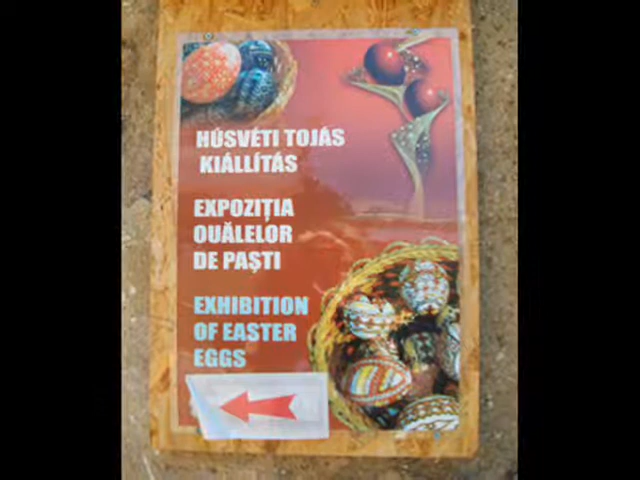 HÚSVÉTI TOJÁS
KIÁLLÍTÁS
EXPOZIȚIA
OUĂLELOR
DE PAȘTI
EXHIBITION
OF EASTER
EGGS